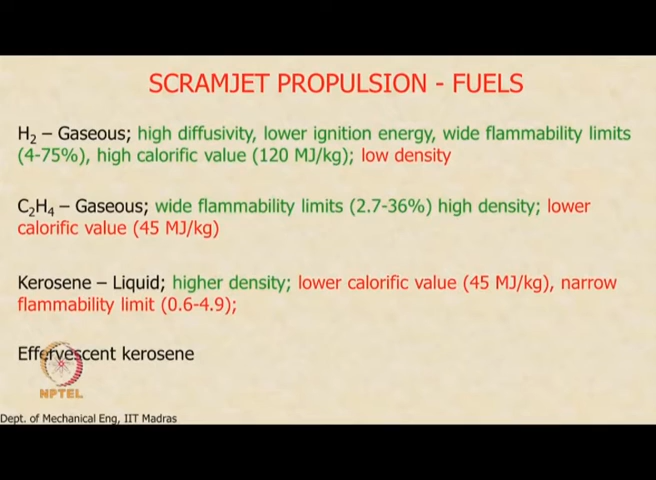 SCRAMJET PROPULSION - FUELS
H₂ – Gaseous; high diffusivity, lower ignition energy, wide flammability limits
(4-75%), high calorific value (120 MJ/kg); low density
C₂H₄ – Gaseous; wide flammability limits (2.7-36%) high density; lower
calorific value (45 MJ/kg)
Kerosene – Liquid; higher density; lower calorific value (45 MJ/kg), narrow
flammability limit (0.6-4.9);
Effervescent kerosene
NPTEL
Dept. of Mechanical Eng, IIT Madras